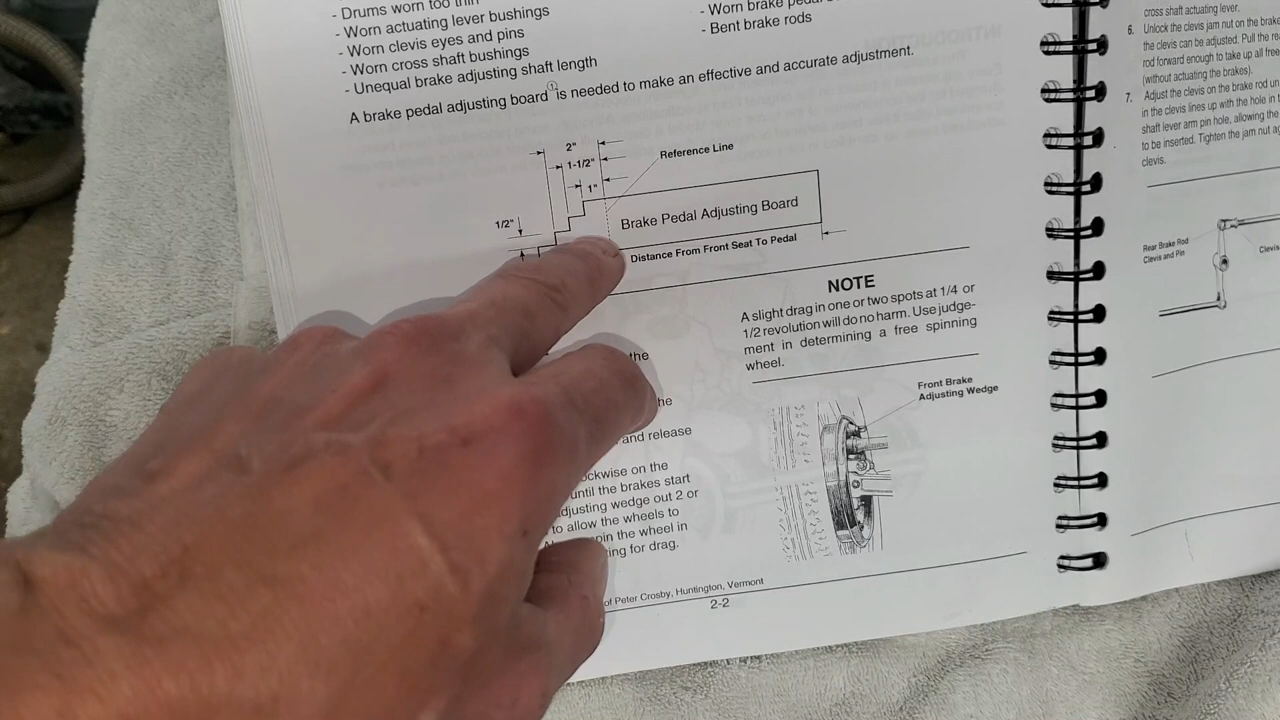 - Drums worn too thin
- Worn actuating lever bushings
- Worn clevis eyes and pins
- Worn cross shaft bushings
- Unequal brake adjusting shaft length
- Worn brake pedal
- Bent brake rods
A brake pedal adjusting board① is needed to make an effective and accurate adjustment.
2"
1-1/2"
1"
1/2"
Reference Line
Brake Pedal Adjusting Board
Distance From Front Seat To Pedal
the
he
and release
ockwise on the
until the brakes start
djusting wedge out 2 or
to allow the wheels to
pin the wheel in
ing for drag.
NOTE
A slight drag in one or two spots at 1/4 or
1/2 revolution will do no harm. Use judge-
ment in determining a free spinning
wheel.
Front Brake
Adjusting Wedge
of Peter Crosby, Huntington, Vermont
2-2
cross shaft actuating lever.
6. Unlock the clevis jam nut on the brake
the clevis can be adjusted. Pull the
rod forward enough to take up all free
(without actuating the brakes).
7. Adjust the clevis on the brake rod
in the clevis lines up with the hole in
shaft lever arm pin hole, allowing the
to be inserted. Tighten the jam nut
clevis.
Rear Brake Rod
Clevis and Pin
Clevis